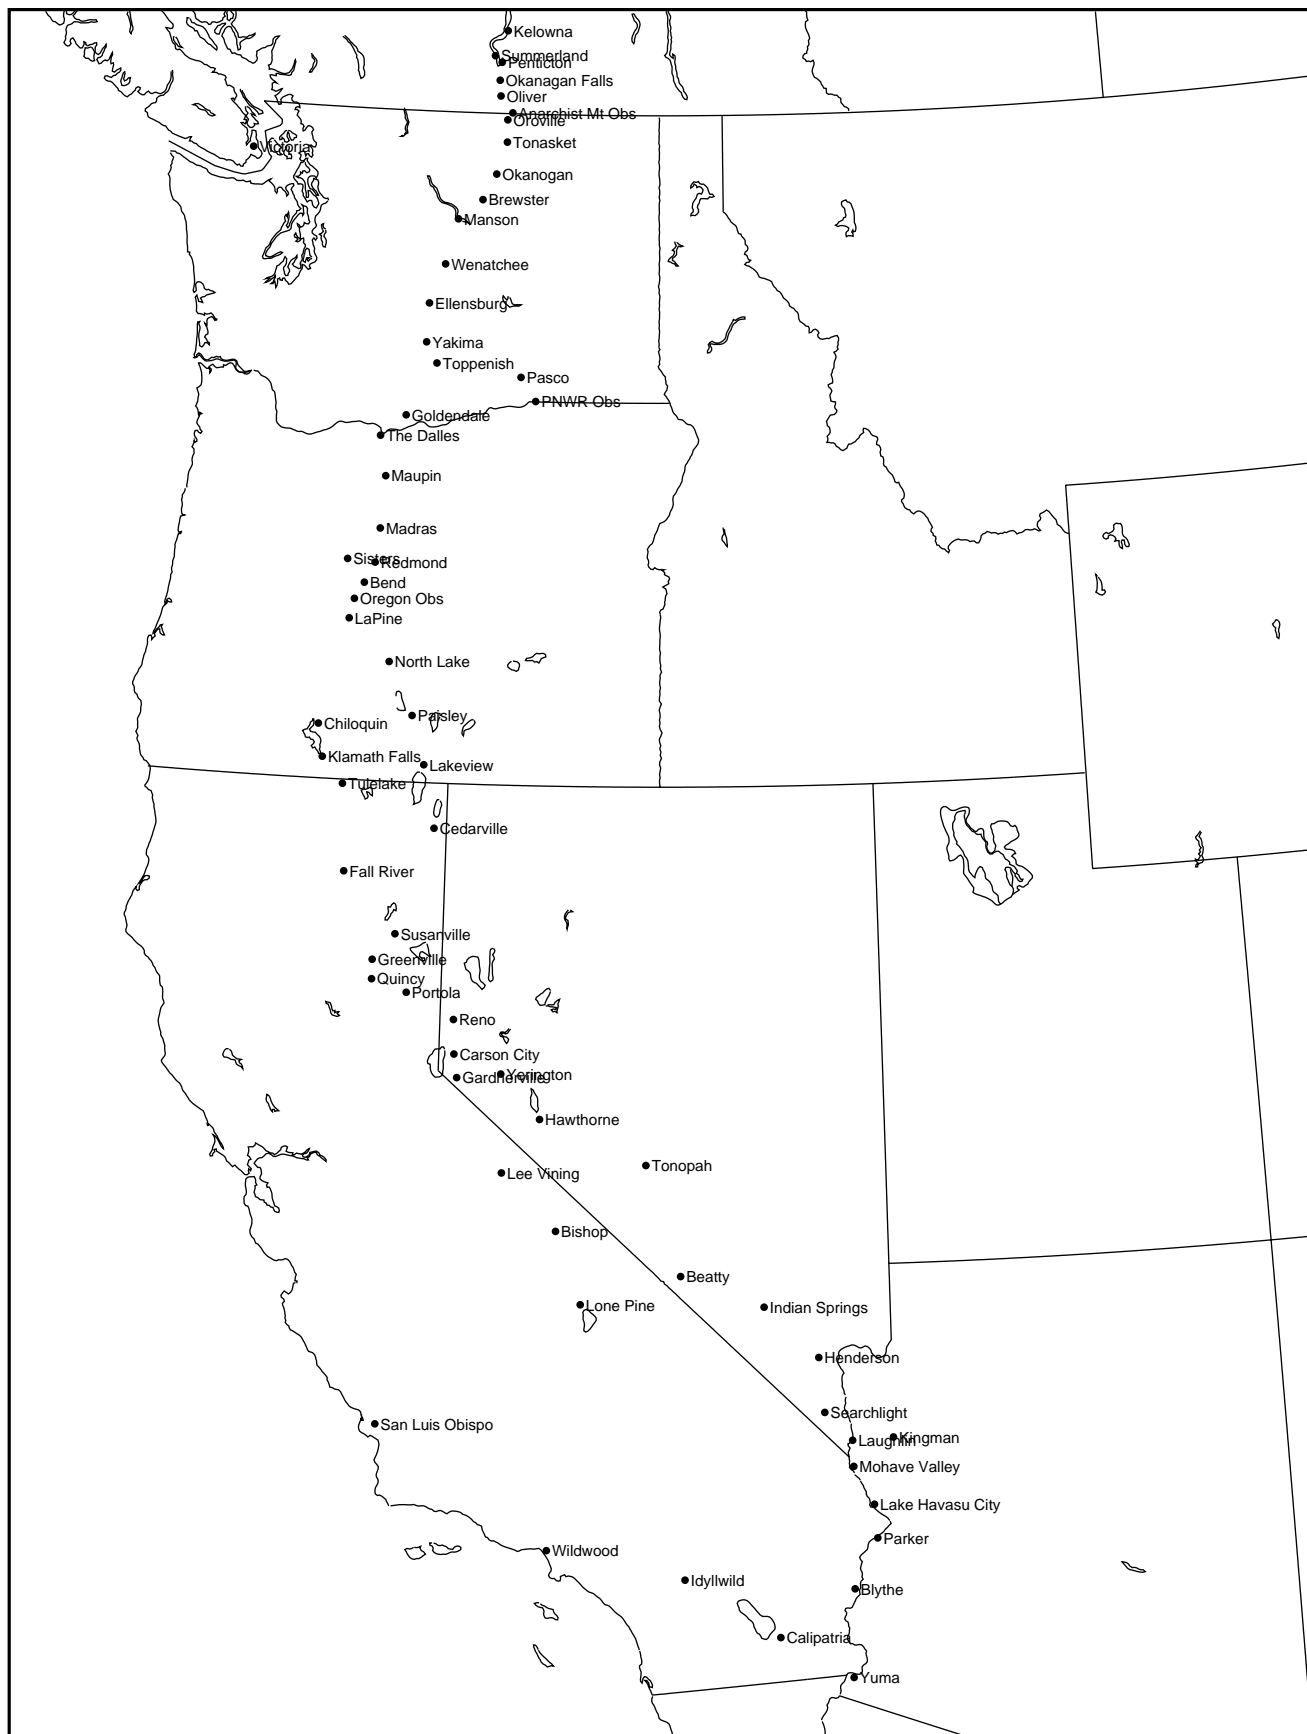 Kelowna
Summerland
Penticton
Okanagan Falls
Oliver
Anarchist Mt Obs
Oroville
Tonasket
Victoria
Okanogan
Brewster
Manson
Wenatchee
Ellensburg
Yakima
Toppenish
Pasco
PNWR Obs
Goldendale
The Dalles
Maupin
Madras
Sisters
Redmond
Bend
Oregon Obs
LaPine
North Lake
Paisley
Chiloquin
Klamath Falls
Lakeview
Tulelake
Cedarville
Fall River
Susanville
Greenville
Quincy
Portola
Reno
Carson City
Yerington
Gardnerville
Hawthorne
Tonopah
Lee Vining
Bishop
Beatty
Lone Pine
Indian Springs
Henderson
Searchlight
San Luis Obispo
Kingman
Laughlin
Mohave Valley
Lake Havasu City
Parker
Wildwood
Idyllwild
Blythe
Calipatria
Yuma